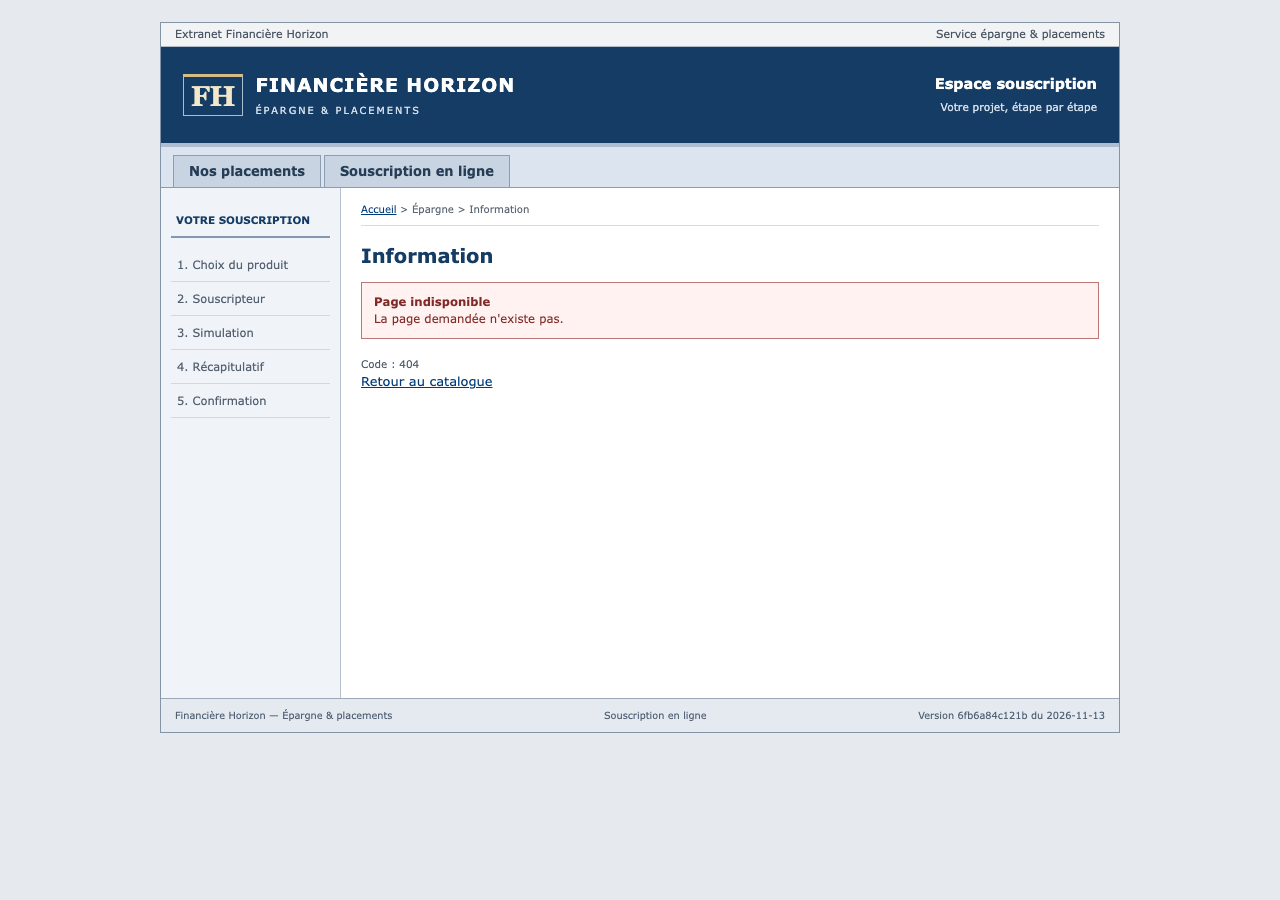 Extranet Financière Horizon
Service épargne & placements
FH
FINANCIÈRE HORIZON
ÉPARGNE & PLACEMENTS
Espace souscription
Votre projet, étape par étape
Nos placements
Souscription en ligne
VOTRE SOUSCRIPTION
1. Choix du produit
2. Souscripteur
3. Simulation
4. Récapitulatif
5. Confirmation
Accueil > Épargne > Information
Information
Page indisponible
La page demandée n'existe pas.
Code : 404
Retour au catalogue
Financière Horizon — Épargne & placements
Souscription en ligne
Version 6fb6a84c121b du 2026-11-13